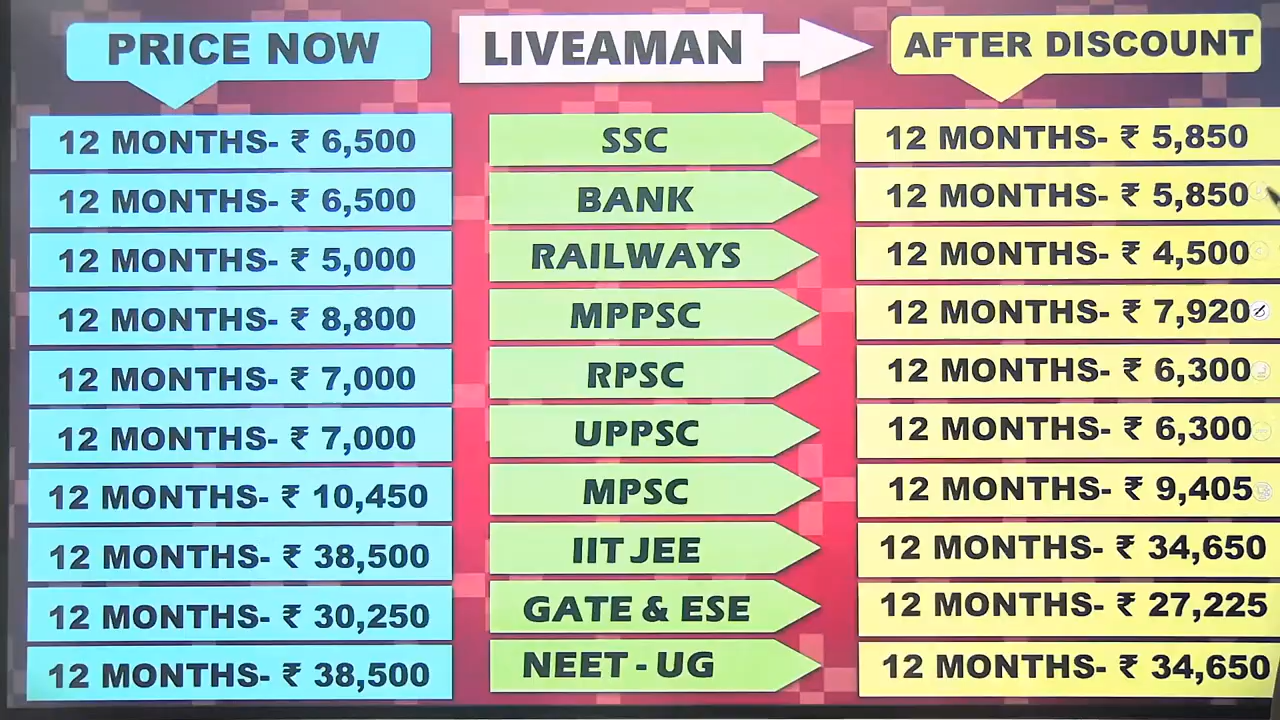 PRICE NOW LIVEAMAN AFTER DISCOUNT
12 MONTHS- ₹ 6,500 SSC 12 MONTHS- ₹ 5,850
12 MONTHS- ₹ 6,500 BANK 12 MONTHS- ₹ 5,850
12 MONTHS- ₹ 5,000 RAILWAYS 12 MONTHS- ₹ 4,500
12 MONTHS- ₹ 8,800 MPPSC 12 MONTHS- ₹ 7,920
12 MONTHS- ₹ 7,000 RPSC 12 MONTHS- ₹ 6,300
12 MONTHS- ₹ 7,000 UPPSC 12 MONTHS- ₹ 6,300
12 MONTHS- ₹ 10,450 MPSC 12 MONTHS- ₹ 9,405
12 MONTHS- ₹ 38,500 IIT JEE 12 MONTHS- ₹ 34,650
12 MONTHS- ₹ 30,250 GATE & ESE 12 MONTHS- ₹ 27,225
12 MONTHS- ₹ 38,500 NEET - UG 12 MONTHS- ₹ 34,650